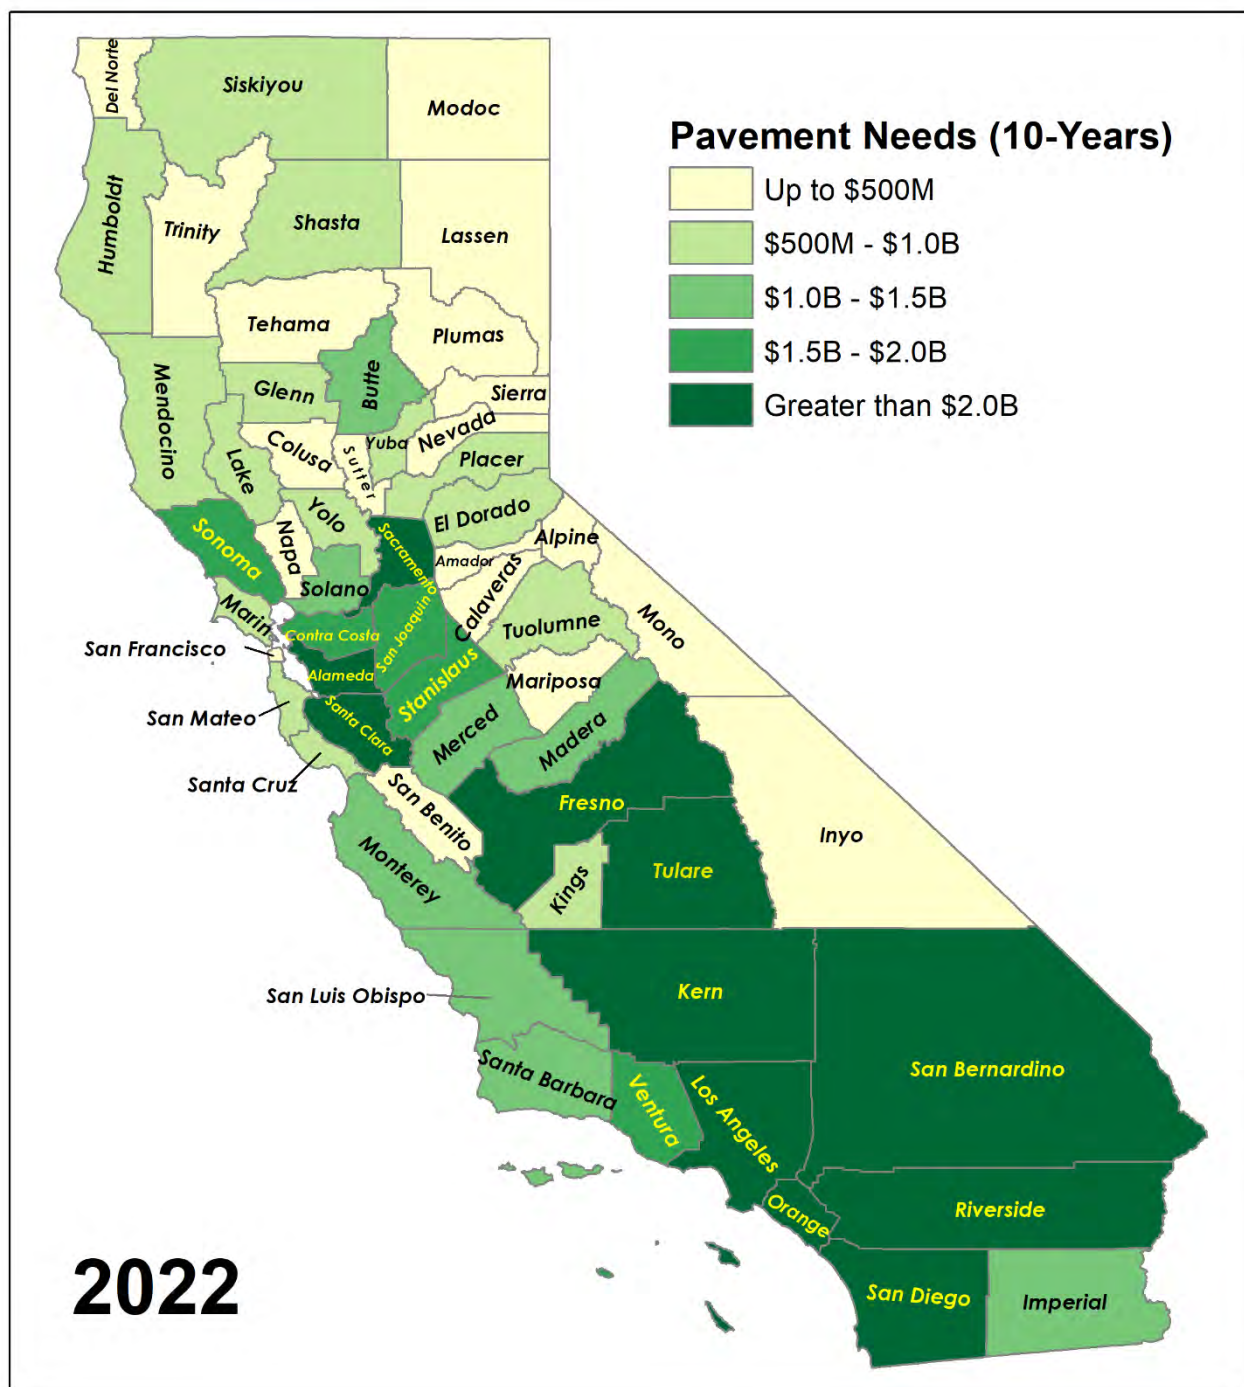 Del Norte
Siskiyou
Modoc
Pavement Needs (10-Years)
Up to $500M
$500M - $1.0B
$1.0B - $1.5B
$1.5B - $2.0B
Greater than $2.0B
Humboldt
Trinity
Shasta
Lassen
Tehama
Plumas
Mendocino
Glenn
Butte
Sierra
Colusa
Sutter
Yuba
Nevada
Lake
Placer
Yolo
El Dorado
Sonoma
Napa
Sacramento
Alpine
Amador
Solano
Calaveras
Marin
Contra Costa
San Joaquin
Tuolumne
Mono
San Francisco
Alameda
Stanislaus
Mariposa
San Mateo
Santa Clara
Merced
Madera
Santa Cruz
San Benito
Fresno
Inyo
Monterey
Kings
Tulare
San Luis Obispo
Kern
San Bernardino
Santa Barbara
Ventura
Los Angeles
Orange
Riverside
San Diego
Imperial
2022